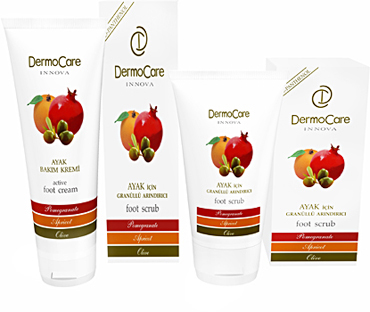 DermoCare
INNOVA
AYAK
BAKIM KREMİ
active
foot cream
Pomegranate
Apricot
Olive
DermoCare
INNOVA
AYAK İÇİN
GRANÜLLÜ ARINDIRICI
foot scrub
Pomegranate
Apricot
Olive
AYAK İÇİN
GRANÜLLÜ ARINDIRICI
foot scrub
Pomegranate
Apricot
Olive
+PANTHENOL
DermoCare
INNOVA
AYAK İÇİN
GRANÜLLÜ ARINDIRICI
foot scrub
Pomegranate
Apricot
Olive